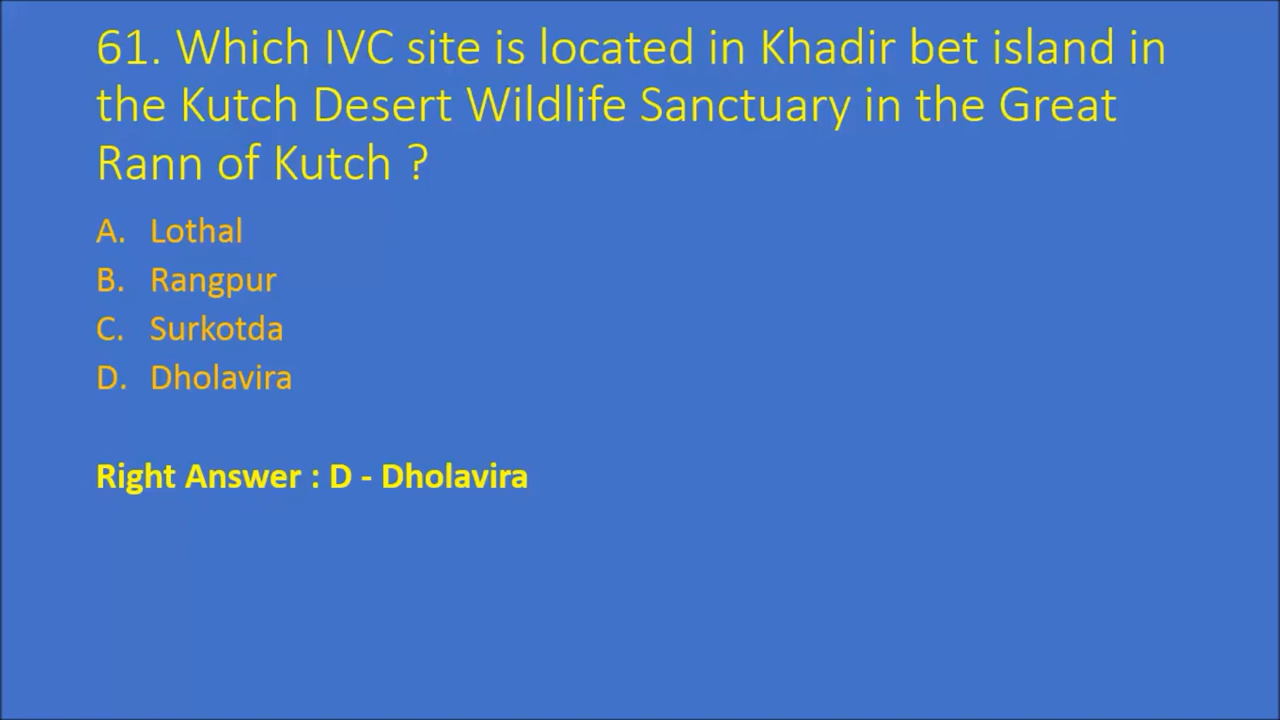 61. Which IVC site is located in Khadir bet island in
the Kutch Desert Wildlife Sanctuary in the Great
Rann of Kutch ?
A. Lothal
B. Rangpur
C. Surkotda
D. Dholavira
Right Answer : D - Dholavira